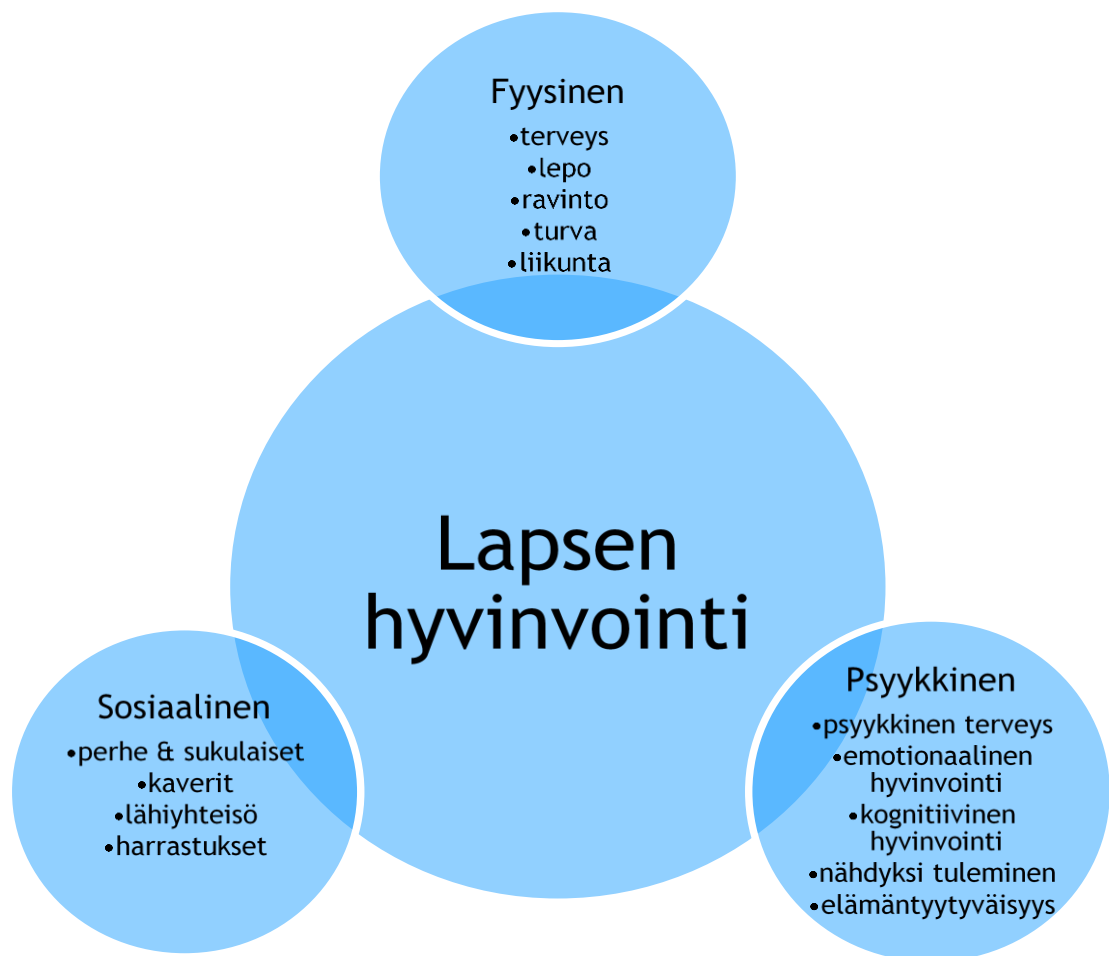 Fyysinen
•terveys
•lepo
•ravinto
•turva
•liikunta
Lapsen
hyvinvointi
Sosiaalinen
•perhe & sukulaiset
•kaverit
•lähiyhteisö
•harrastukset
Psyykkinen
•psyykkinen terveys
•emotionaalinen
hyvinvointi
•kognitiivinen
hyvinvointi
•nähdyksi tuleminen
•elämäntyytyväisyys